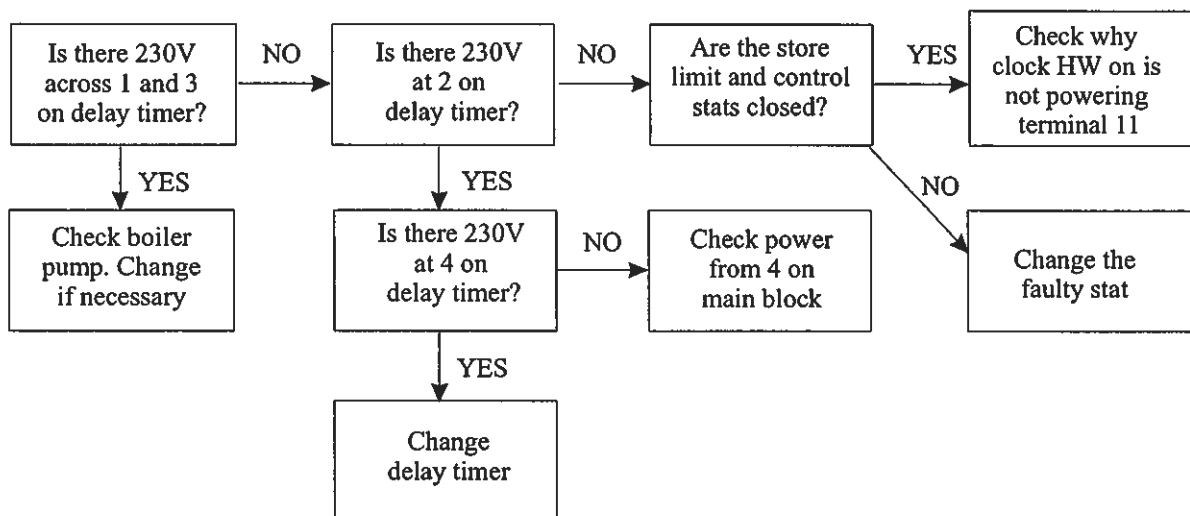 Is there 230V
across 1 and 3
on delay timer?
NO
Is there 230V
at 2 on
delay timer?
NO
Are the store
limit and control
stats closed?
YES
Check why
clock HW on is
not powering
terminal 11
YES
YES
NO
Check boiler
pump. Change
if necessary
Is there 230V
at 4 on
delay timer?
NO
Check power
from 4 on
main block
Change the
faulty stat
YES
Change
delay timer